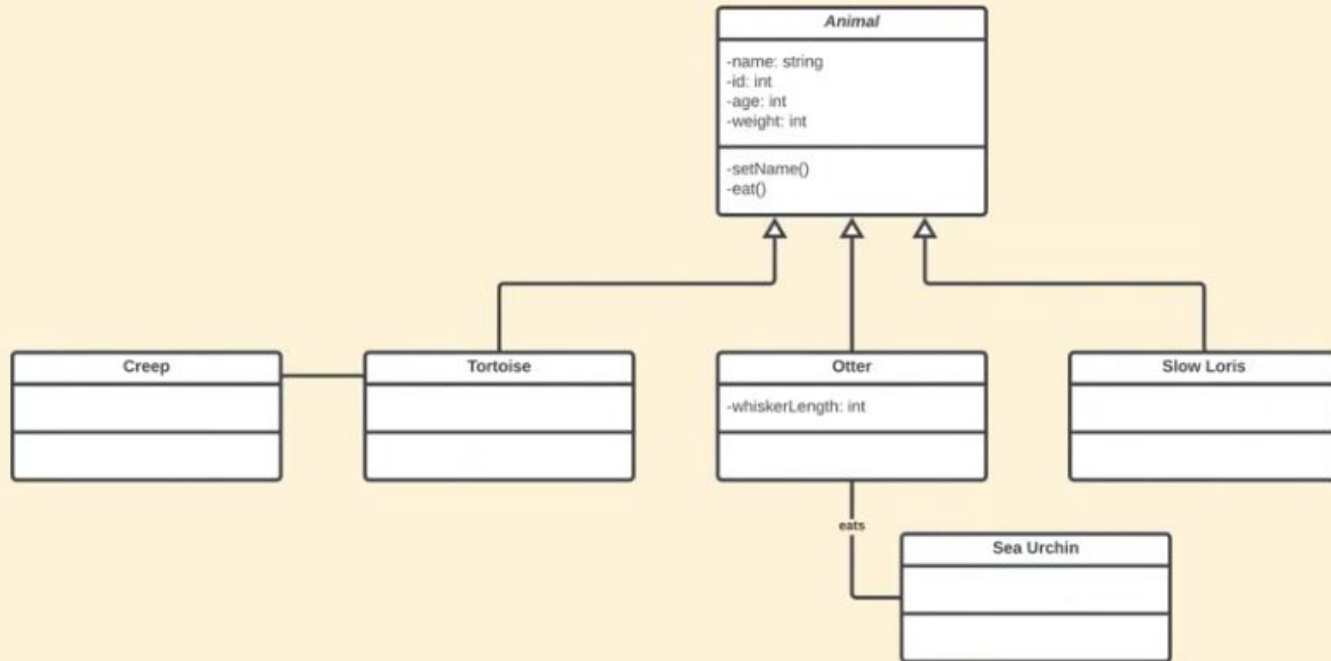 Animal
-name: string
-id: int
-age: int
-weight: int
-setName()
-eat()
Creep
Tortoise
Otter
-whiskerLength: int
Slow Loris
eats
Sea Urchin